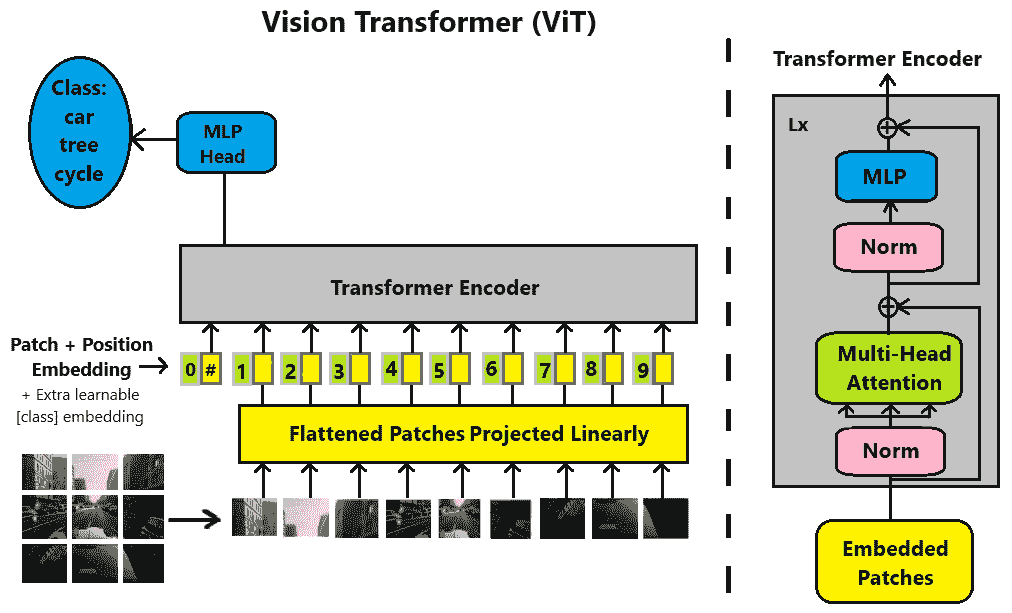 Vision Transformer (ViT)
Class:
car
tree
cycle
MLP
Head
Transformer Encoder
Patch + Position
Embedding
+ Extra learnable
[class] embedding
0 # 1 2 3 4 5 6 7 8 9
Flattened Patches Projected Linearly
Transformer Encoder
Lx
+
MLP
Norm
+
Multi-Head
Attention
Norm
Embedded
Patches